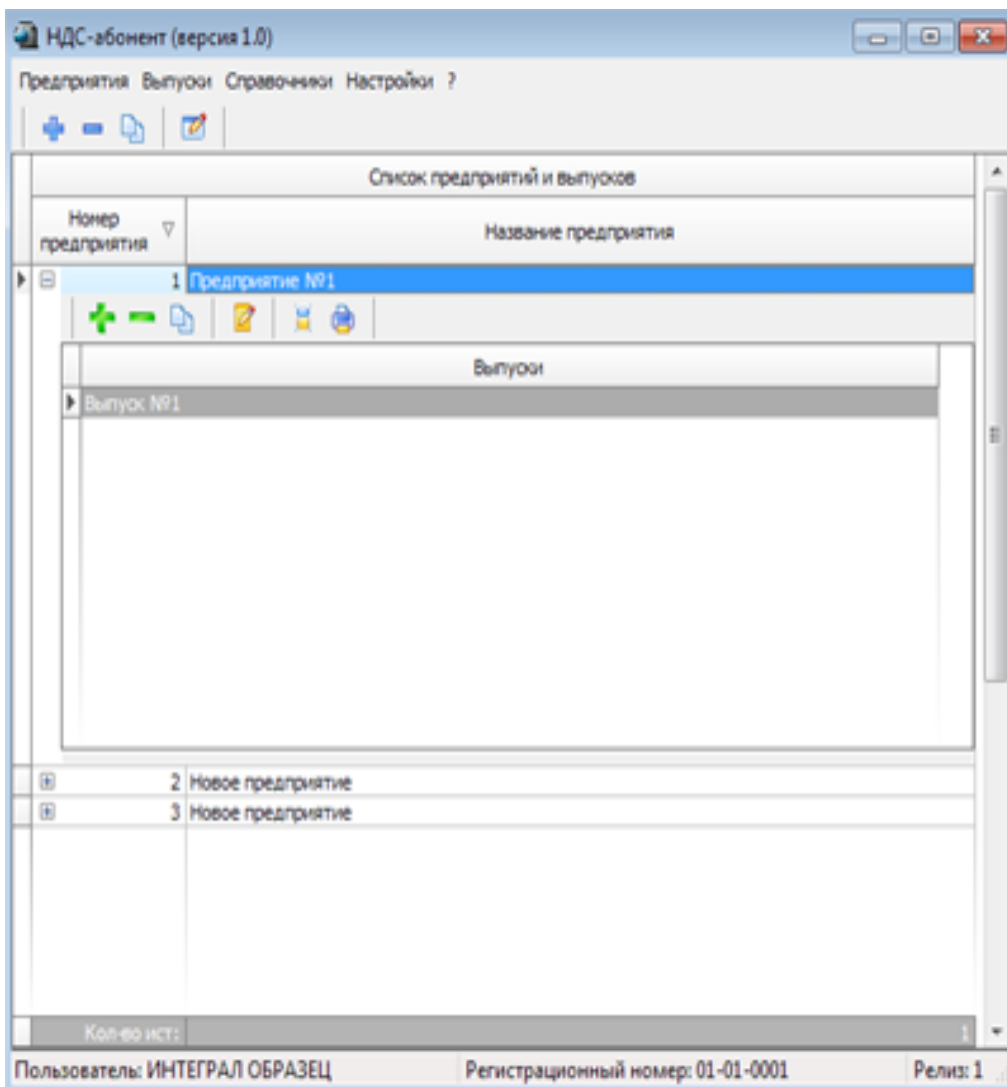 НДС-абонент (версия 1.0)
Предприятия Выпуски Справочники Настройки ?
Список предприятий и выпусков
Номер предприятия
Название предприятия
1 Предприятие №1
Выпуски
Выпуск №1
2 Новое предприятие
3 Новое предприятие
Кол-во ист: 1
Пользователь: ИНТЕГРАЛ ОБРАЗЕЦ Регистрационный номер: 01-01-0001 Релиз: 1